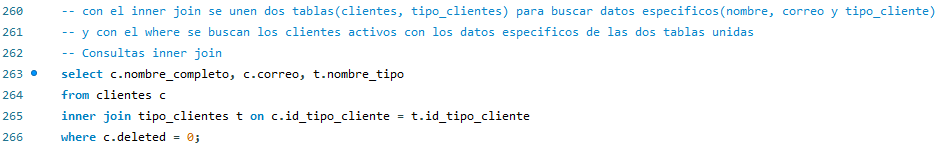 260 -- con el inner join se unen dos tablas(clientes, tipo_clientes) para buscar datos especificos(nombre, correo y tipo_cliente)
261 -- y con el where se buscan los clientes activos con los datos especificos de las dos tablas unidas
262 -- Consultas inner join
263 select c.nombre_completo, c.correo, t.nombre_tipo
264 from clientes c
265 inner join tipo_clientes t on c.id_tipo_cliente = t.id_tipo_cliente
266 where c.deleted = 0;